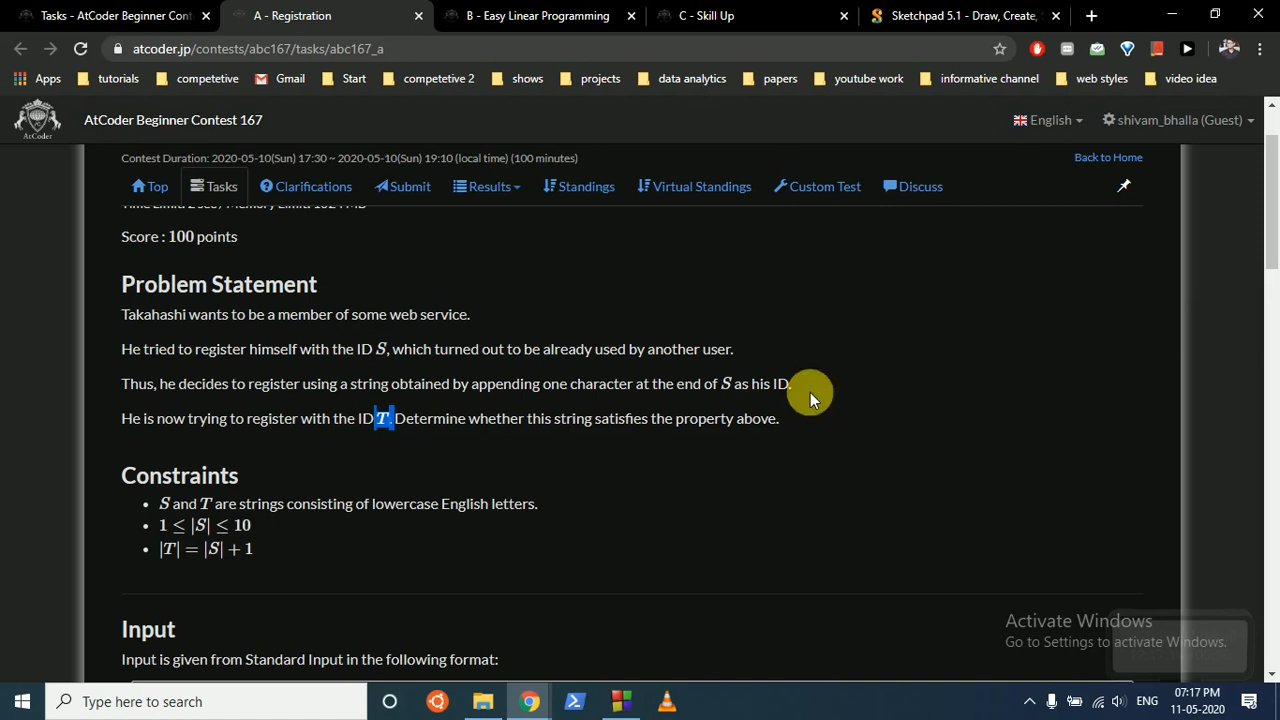 Tasks - AtCoder Beginner Cont
A - Registration
B - Easy Linear Programming
C - Skill Up
Sketchpad 5.1 - Draw, Create,
atcoder.jp/contests/abc167/tasks/abc167_a
Apps
tutorials
competetive
Gmail
Start
competetive 2
shows
projects
data analytics
papers
youtube work
informative channel
web styles
video idea
AtCoder
AtCoder Beginner Contest 167
English
shivam_bhalla (Guest)
Contest Duration: 2020-05-10(Sun) 17:30 ~ 2020-05-10(Sun) 19:10 (local time) (100 minutes)
Back to Home
Top
Tasks
Clarifications
Submit
Results
Standings
Virtual Standings
Custom Test
Discuss
Time Limit: 2 sec / Memory Limit: 1024 MB
Score : 100 points
Problem Statement
Takahashi wants to be a member of some web service.
He tried to register himself with the ID S, which turned out to be already used by another user.
Thus, he decides to register using a string obtained by appending one character at the end of S as his ID.
He is now trying to register with the ID T. Determine whether this string satisfies the property above.
Constraints
• S and T are strings consisting of lowercase English letters.
• 1 ≤ |S| ≤ 10
• |T| = |S| + 1
Input
Input is given from Standard Input in the following format:
Activate Windows
Go to Settings to activate Windows.
Type here to search
ENG
07:17 PM
11-05-2020